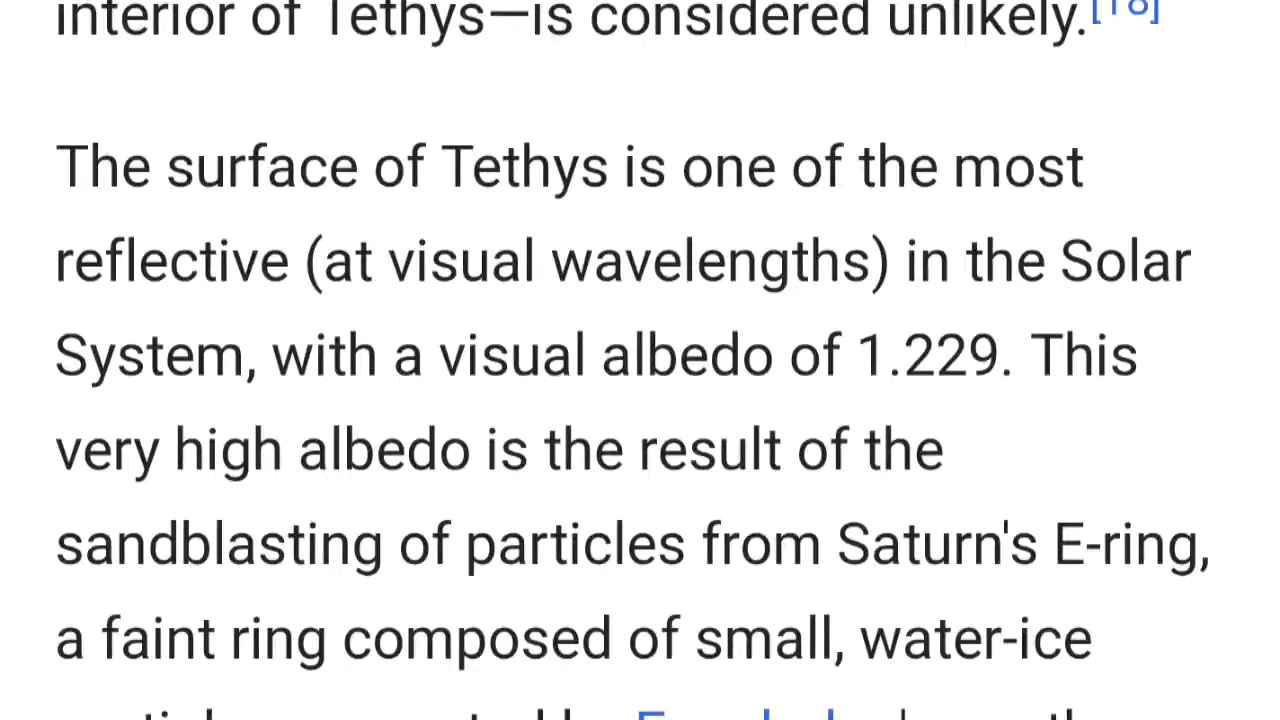 interior of Tethys—is considered unlikely.[18]
The surface of Tethys is one of the most
reflective (at visual wavelengths) in the Solar
System, with a visual albedo of 1.229. This
very high albedo is the result of the
sandblasting of particles from Saturn's E-ring,
a faint ring composed of small, water-ice